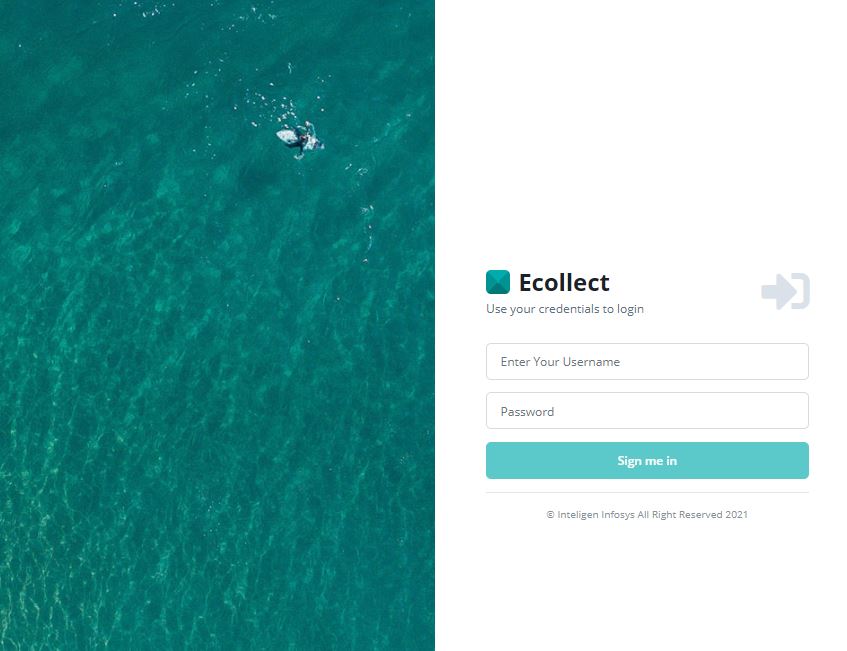 Ecollect
Use your credentials to login
Enter Your Username
Password
Sign me in
© Inteligen Infosys All Right Reserved 2021